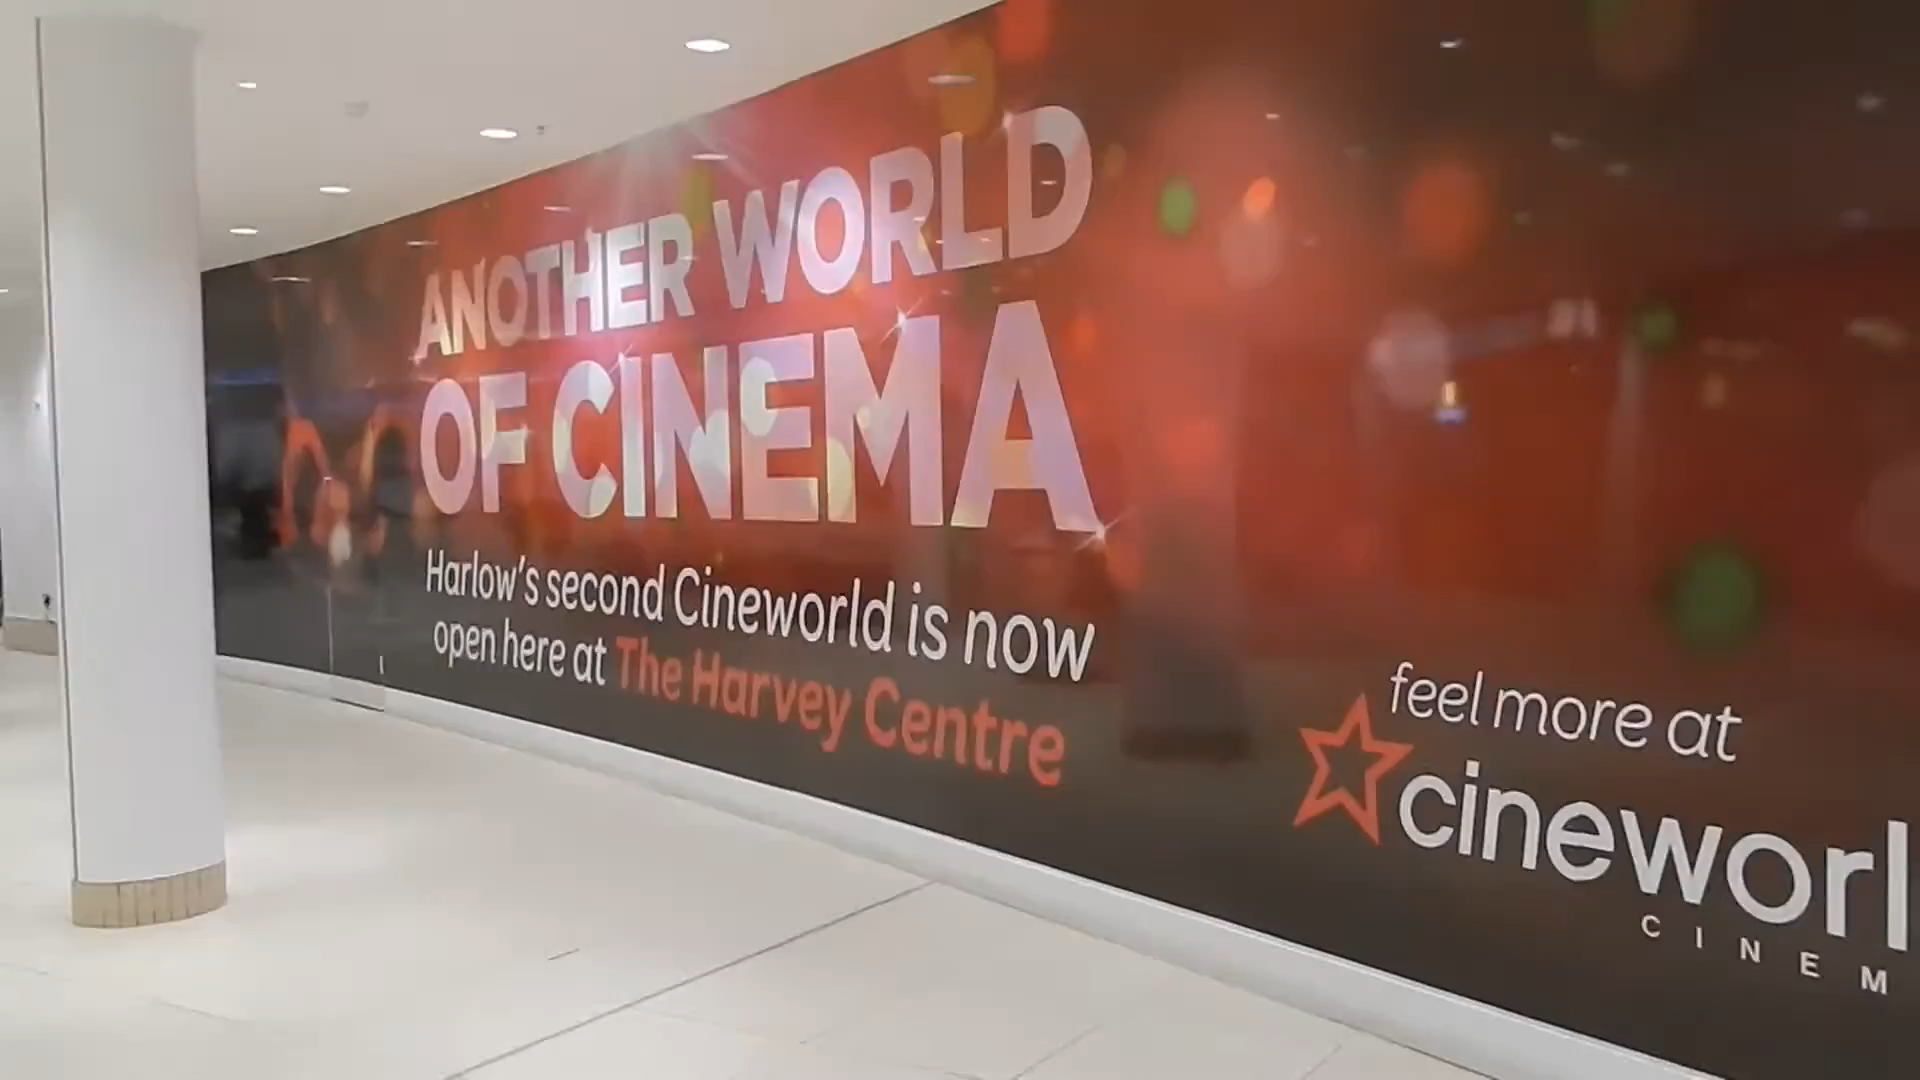 ANOTHER WORLD
OF CINEMA
Harlow's second Cineworld is now
open here at The Harvey Centre
feel more at
cineworl
CINEM